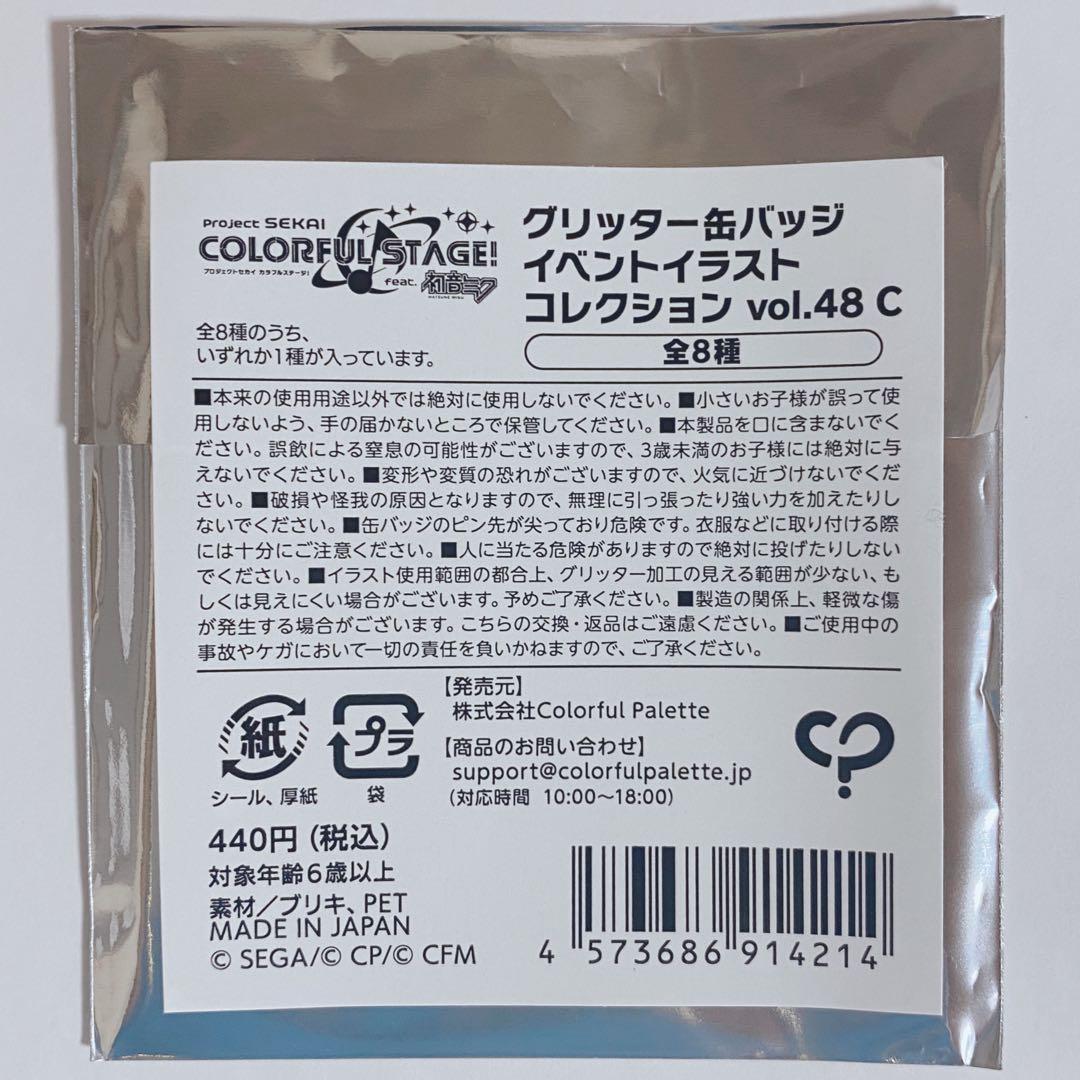 Project SEKAI
COLORFUL STAGE!
プロジェクトセカイ カラフルステージ!
feat. 初音ミク
HATSUNE MIKU
グリッター缶バッジ
イベントイラスト
コレクション vol.48 C
全8種
全8種のうち、
いずれか1種が入っています。
■本来の使用用途以外では絶対に使用しないでください。■小さいお子様が誤って使
用しないよう、手の届かないところで保管してください。■本製品を口に含まないでく
ださい。誤飲による窒息の可能性がございますので、3歳未満のお子様には絶対に与
えないでください。■変形や変質の恐れがございますので、火気に近づけないでくだ
さい。■破損や怪我の原因となりますので、無理に引っ張ったり強い力を加えたりし
ないでください。■缶バッジのピン先が尖っており危険です。衣服などに取り付ける際
には十分にご注意ください。■人に当たる危険がありますので絶対に投げたりしない
でください。■イラスト使用範囲の都合上、グリッター加工の見える範囲が少ない、も
しくは見えにくい場合がございます。予めご了承ください。■製造の関係上、軽微な傷
が発生する場合がございます。こちらの交換・返品はご遠慮ください。■ご使用中の
事故やケガにおいて一切の責任を負いかねますので、ご了承ください。
紙
シール、厚紙
プラ
袋
【発売元】
株式会社Colorful Palette
【商品のお問い合わせ】
support@colorfulpalette.jp
(対応時間 10:00〜18:00)
440円(税込)
対象年齢6歳以上
素材/ブリキ、PET
MADE IN JAPAN
© SEGA/© CP/© CFM
4 573686 914214